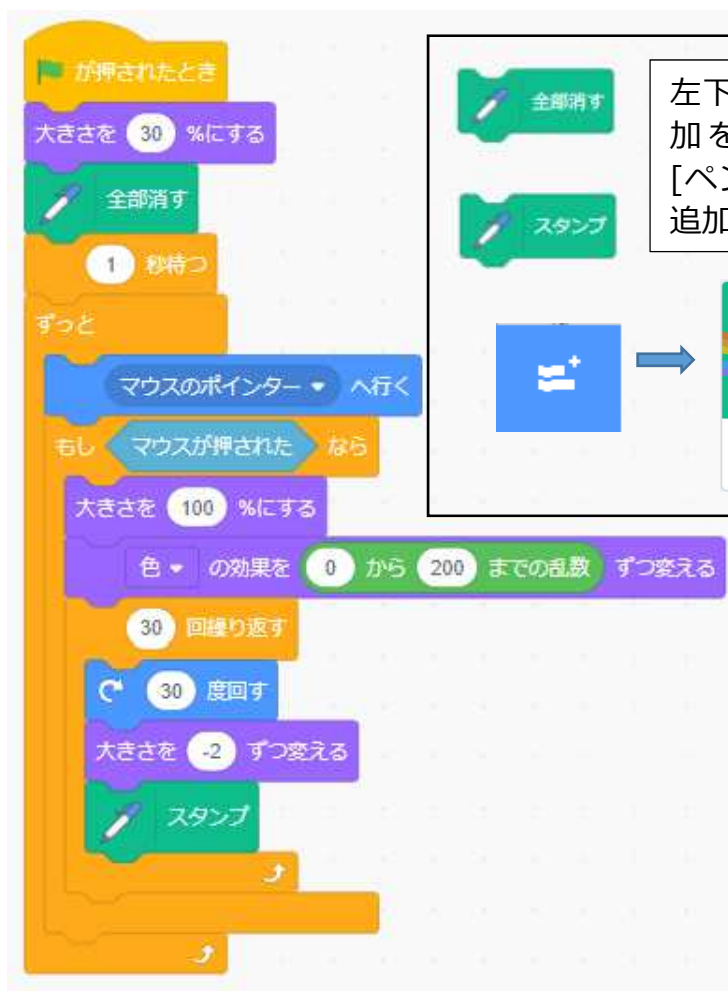 が押されたとき
大きさを 30 %にする
全部消す
1 秒待つ
ずっと
マウスのポインター へ行く
もし マウスが押された なら
大きさを 100 %にする
色 の効果を 0 から 200 までの乱数 ずつ変える
30 回繰り返す
30 度回す
大きさを -2 ずつ変える
スタンプ
全部消す
スタンプ
左下
加を
[ペン
追加